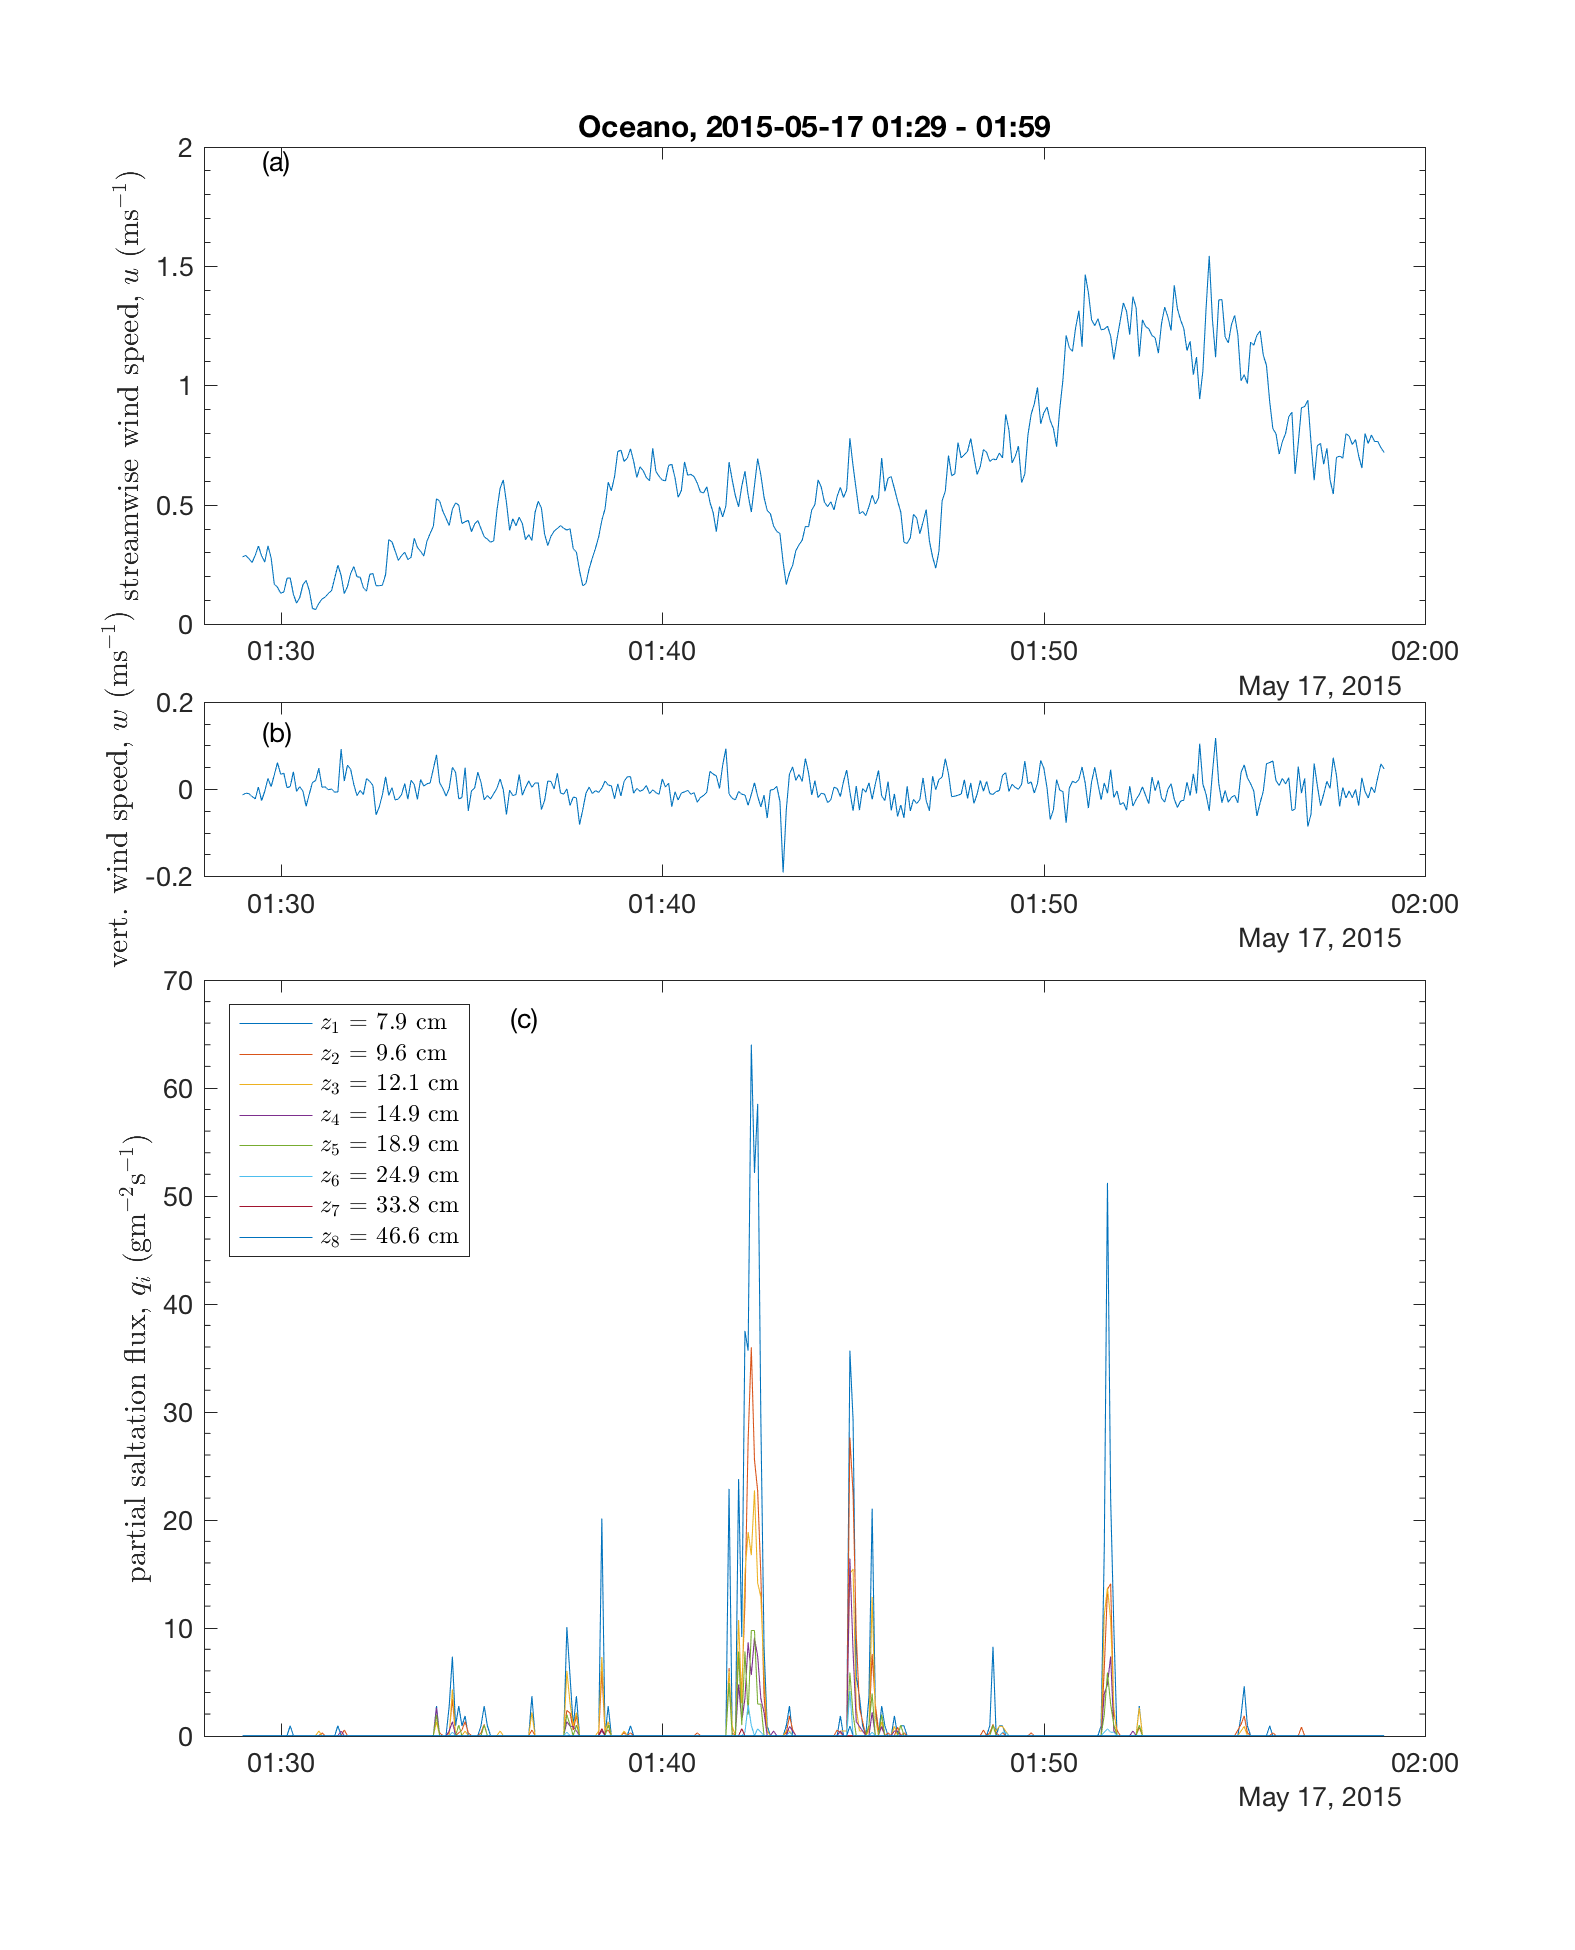 Oceano, 2015-05-17 01:29 - 01:59
(a)
streamwise wind speed, u (ms⁻¹)
2
1.5
1
0.5
0
01:30 01:40 01:50 02:00
May 17, 2015
(b)
vert. wind speed, w (ms⁻¹)
0.2
0
-0.2
01:30 01:40 01:50 02:00
May 17, 2015
(c)
partial saltation flux, qᵢ (gm⁻²s⁻¹)
70
60
50
40
30
20
10
0
z₁ = 7.9 cm
z₂ = 9.6 cm
z₃ = 12.1 cm
z₄ = 14.9 cm
z₅ = 18.9 cm
z₆ = 24.9 cm
z₇ = 33.8 cm
z₈ = 46.6 cm
01:30 01:40 01:50 02:00
May 17, 2015